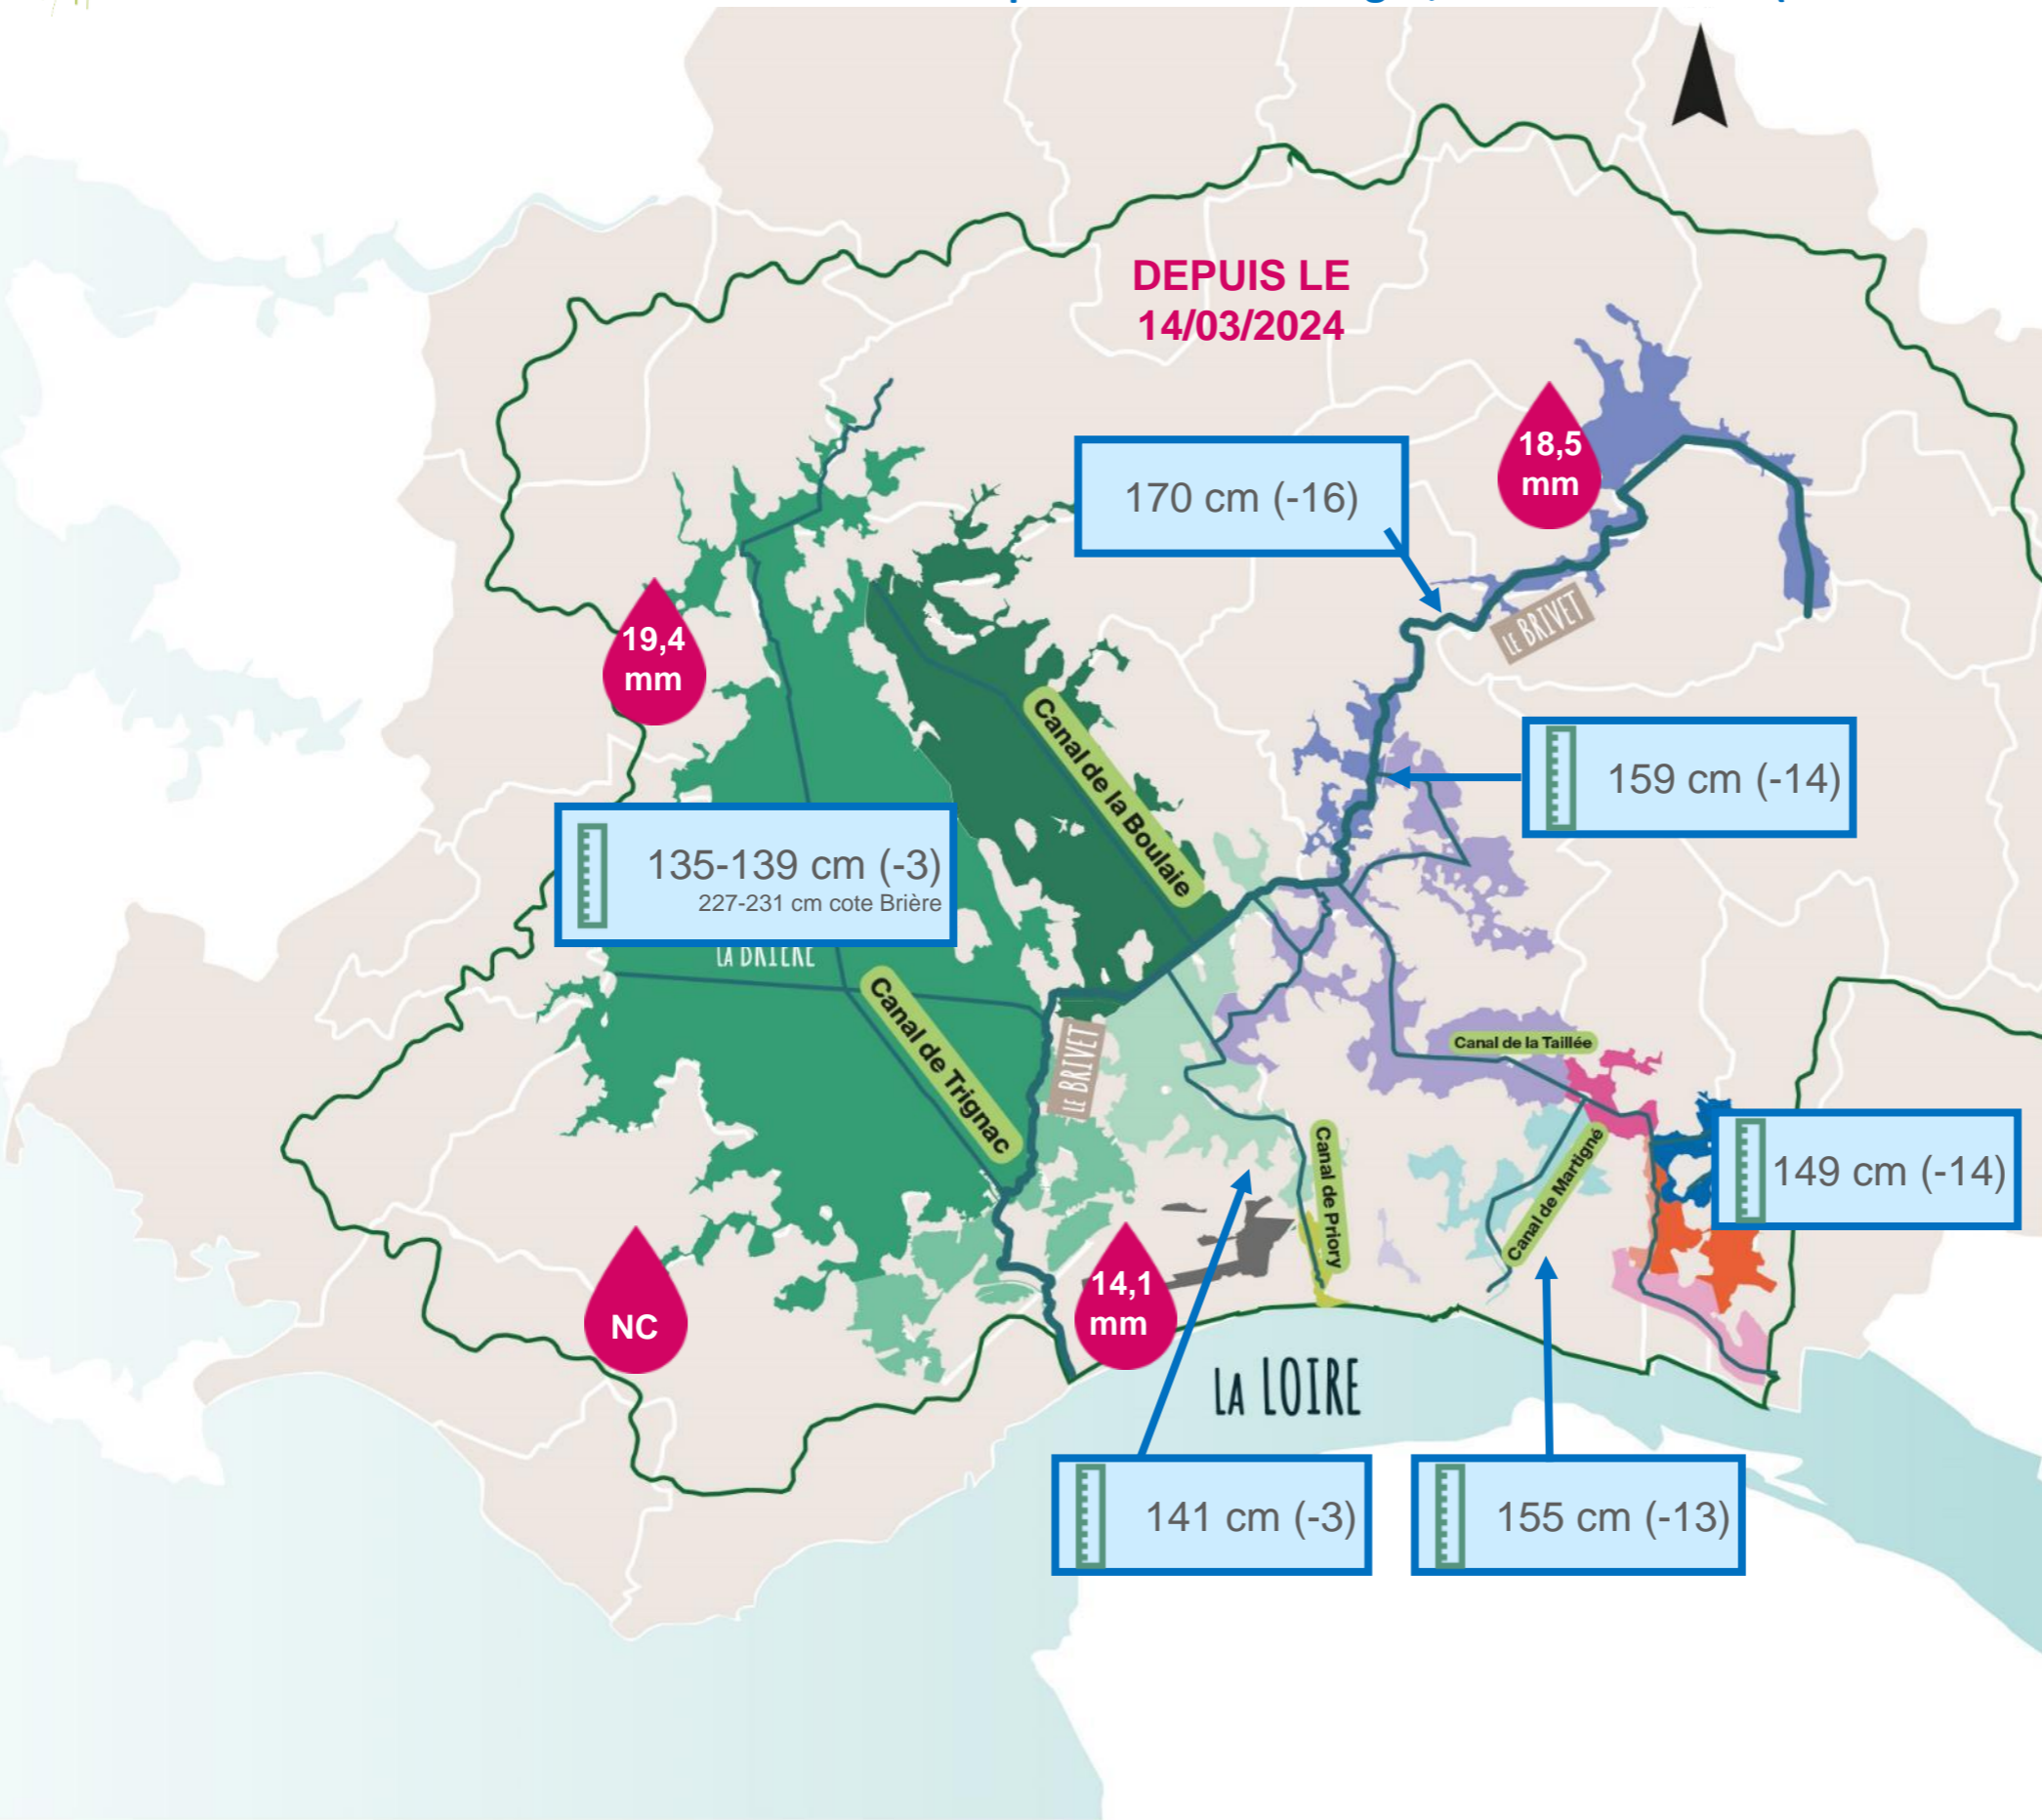 DEPUIS LE
14/03/2024
18,5
mm
170 cm (-16)
LE BRIVET
19,4
mm
Canal de la Boulaie
159 cm (-14)
135-139 cm (-3)
227-231 cm cote Brière
LA BRIÈRE
Canal de Trignac
LE BRIVET
Canal de la Taillée
Canal de Priory
Canal de Martigné
149 cm (-14)
NC
14,1
mm
LA LOIRE
141 cm (-3)
155 cm (-13)